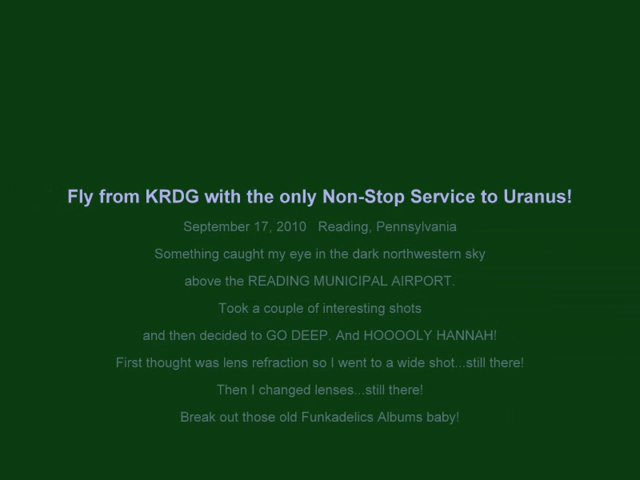 Fly from KRDG with the only Non-Stop Service to Uranus!
September 17, 2010   Reading, Pennsylvania
Something caught my eye in the dark northwestern sky
above the READING MUNICIPAL AIRPORT.
Took a couple of interesting shots
and then decided to GO DEEP. And HOOOOLY HANNAH!
First thought was lens refraction so I went to a wide shot...still there!
Then I changed lenses...still there!
Break out those old Funkadelics Albums baby!